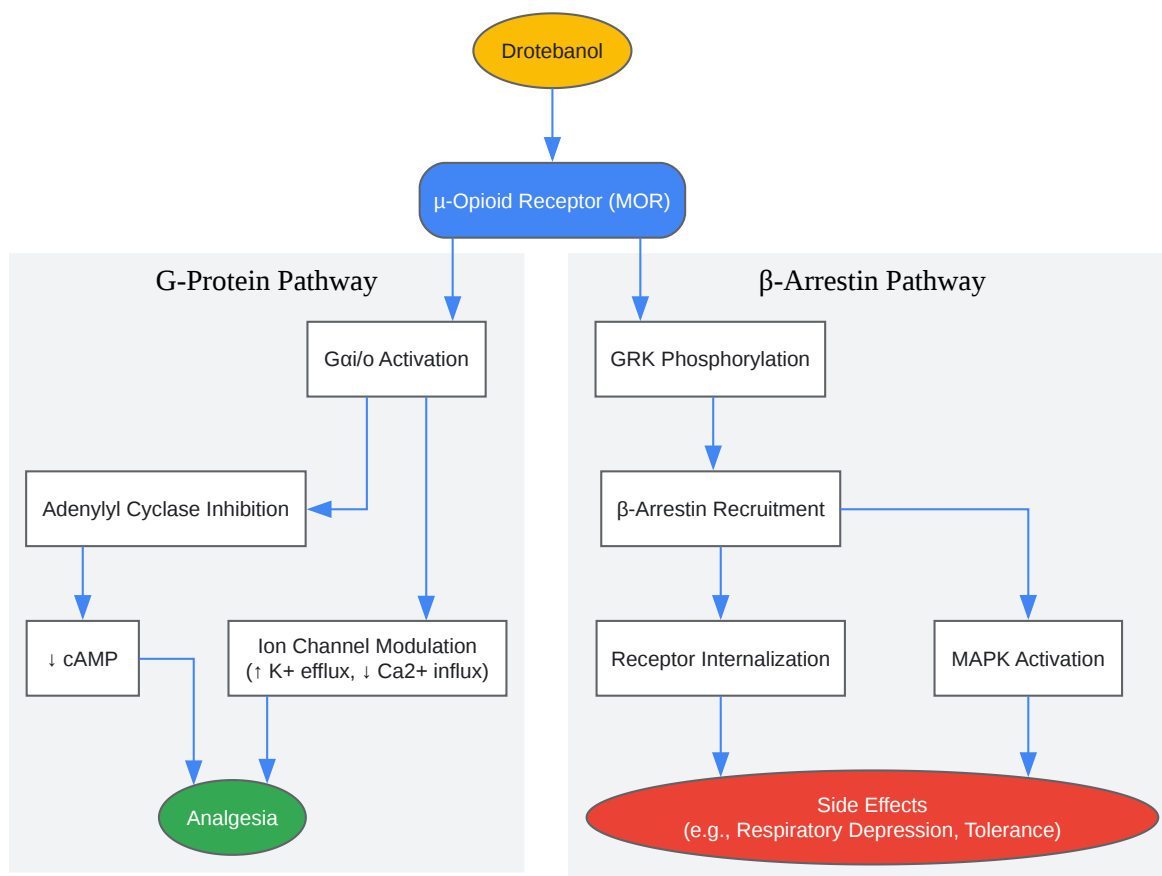 Drotebanol
µ-Opioid Receptor (MOR)
G-Protein Pathway
β-Arrestin Pathway
Gαi/o Activation
GRK Phosphorylation
Adenylyl Cyclase Inhibition
β-Arrestin Recruitment
↓ cAMP
Ion Channel Modulation
(↑ K+ efflux, ↓ Ca2+ influx)
Receptor Internalization
MAPK Activation
Analgesia
Side Effects
(e.g., Respiratory Depression, Tolerance)